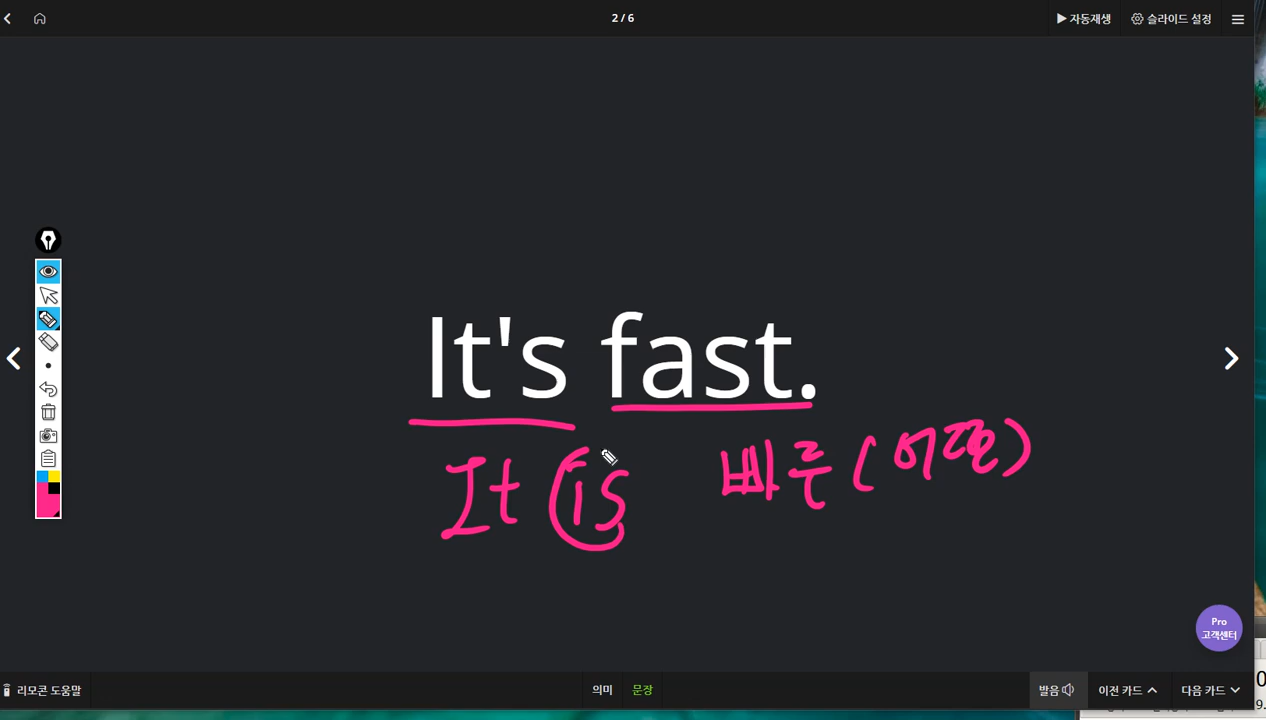 2 / 6
자동재생
슬라이드 설정
It's fast.
It is 빠른 (
Pro
고객센터
리모콘 도움말
의미
문장
발음
이전 카드
다음 카드